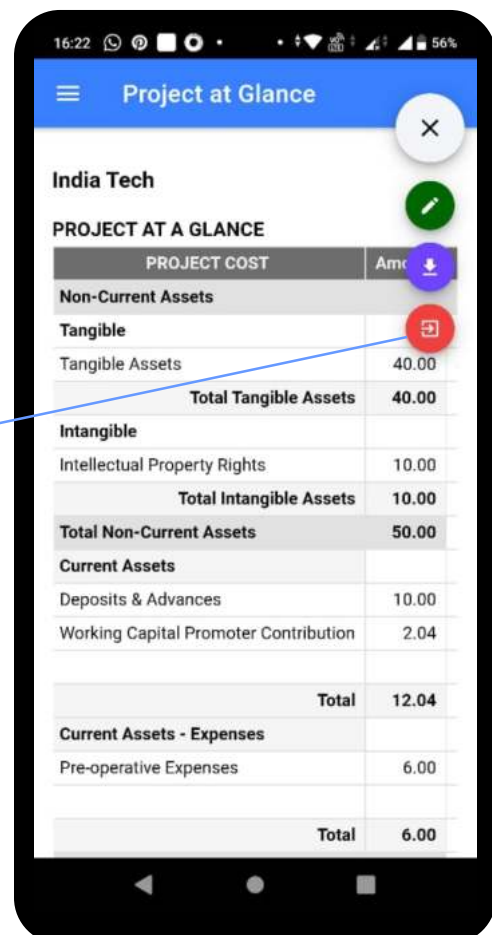 16:22 56%
Project at Glance
India Tech
PROJECT AT A GLANCE
PROJECT COST
Non-Current Assets
Tangible
Tangible Assets 40.00
Total Tangible Assets 40.00
Intangible
Intellectual Property Rights 10.00
Total Intangible Assets 10.00
Total Non-Current Assets 50.00
Current Assets
Deposits & Advances 10.00
Working Capital Promoter Contribution 2.04
Total 12.04
Current Assets - Expenses
Pre-operative Expenses 6.00
Total 6.00